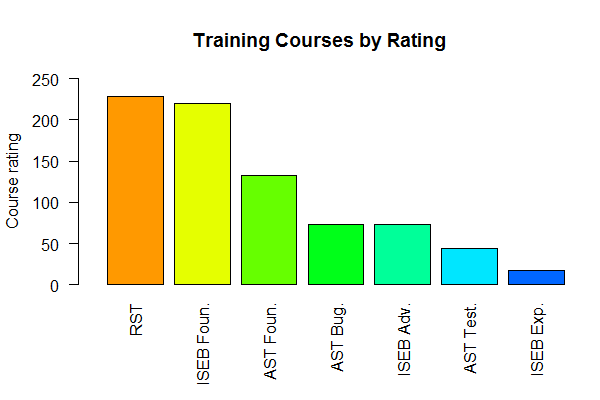 Training Courses by Rating
Course rating
250
200
150
100
50
0
RST
ISEB Foun.
AST Foun.
AST Bug.
ISEB Adv.
AST Test.
ISEB Exp.